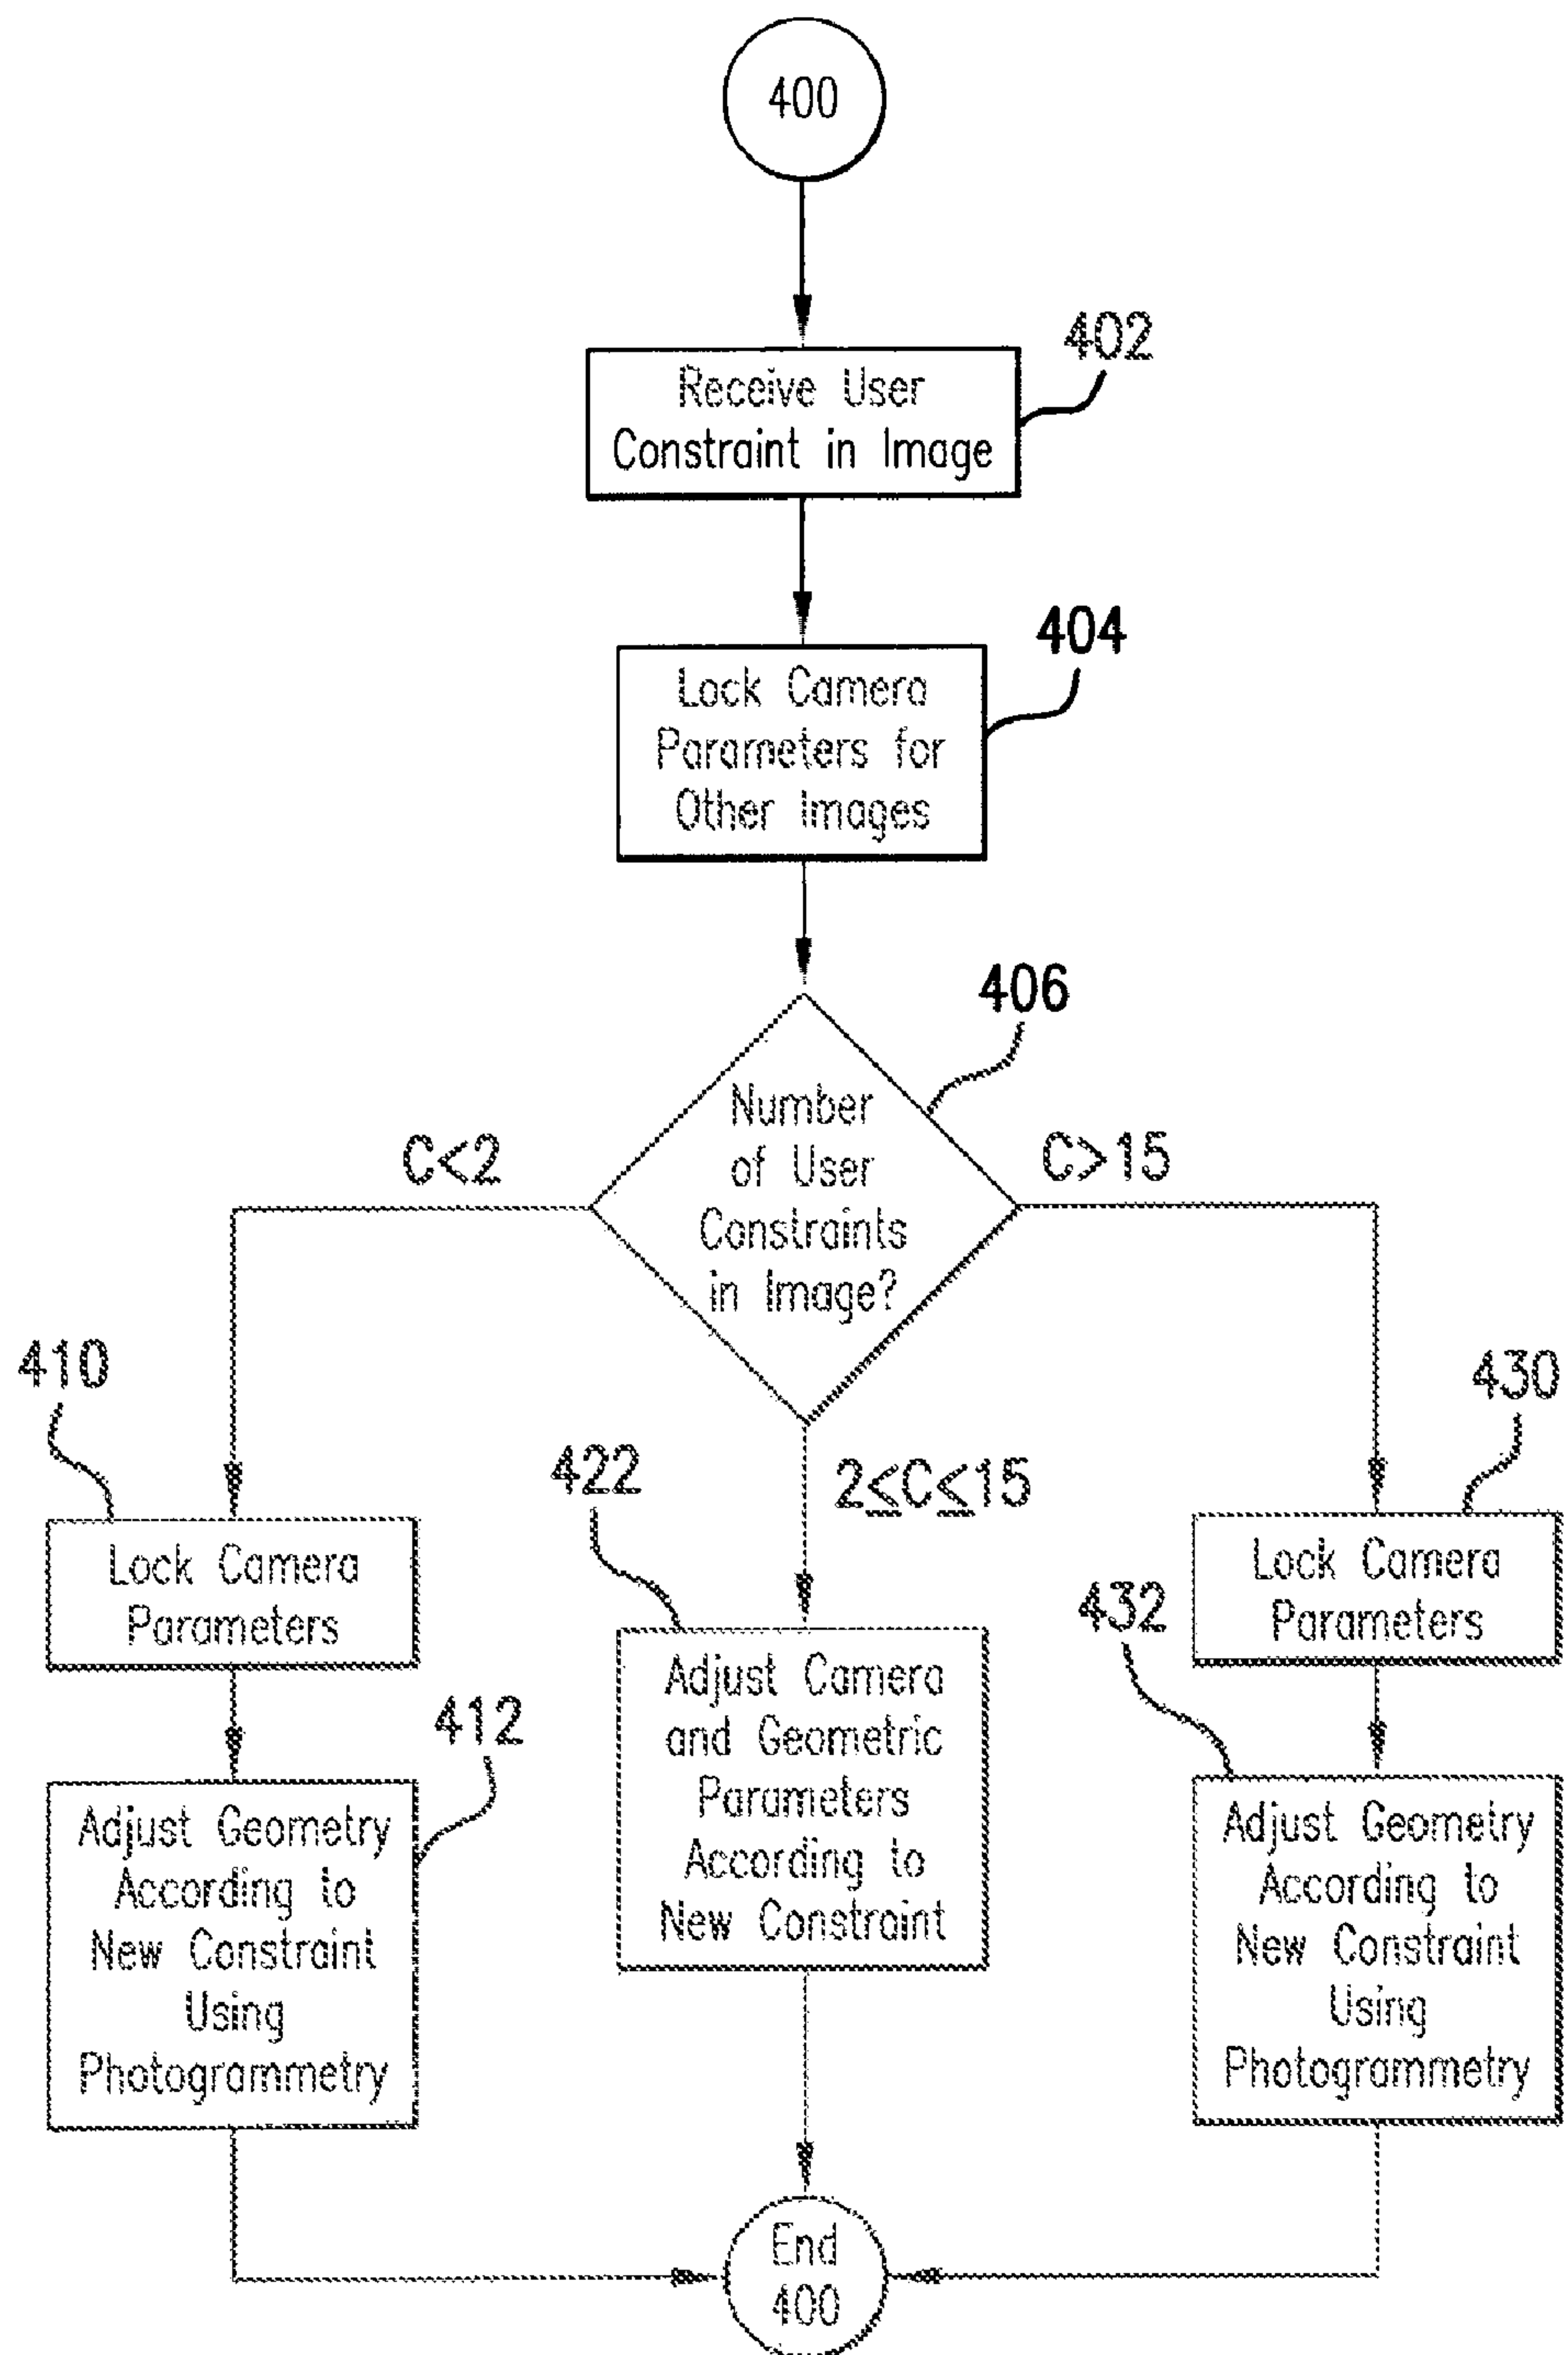 400
402
Receive User
Constraint in Image
404
Lock Camera
Parameters for
Other Images
406
Number
of User
Constraints
in Image?
C<2
C>15
2≤C≤15
410
Lock Camera
Parameters
412
Adjust Geometry
According to
New Constraint
Using
Photogrammetry
422
Adjust Camera
and Geometric
Parameters
According to
New Constraint
430
Lock Camera
Parameters
432
Adjust Geometry
According to
New Constraint
Using
Photogrammetry
End
400